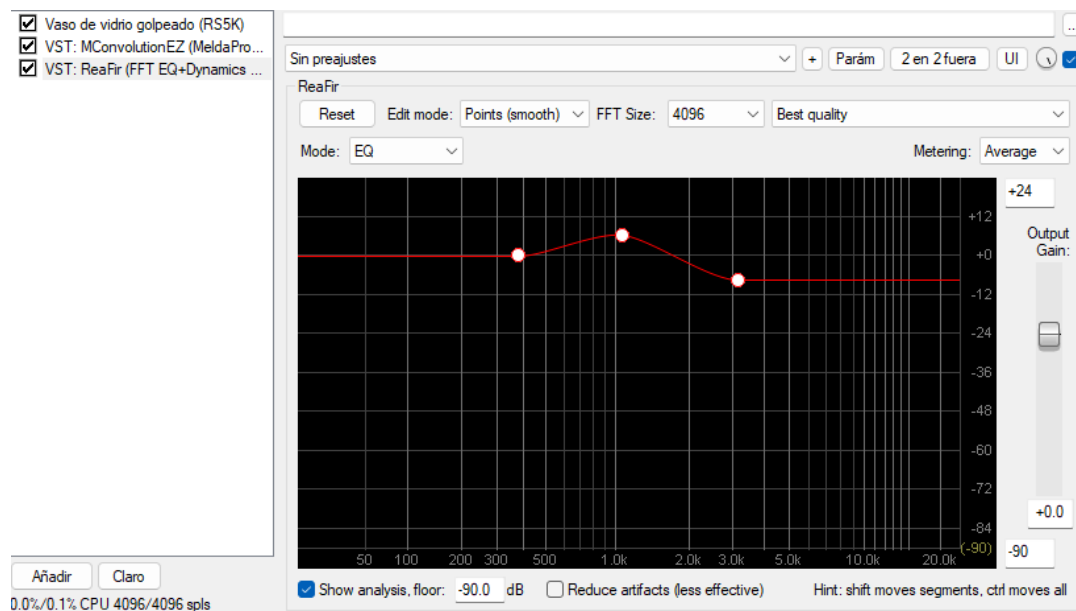 Vaso de vidrio golpeado (RS5K)
VST: MConvolutionEZ (MeldaPro...
VST: ReaFir (FFT EQ+Dynamics ...
...
Sin preajustes + Parám 2 en 2 fuera UI
ReaFir
Reset Edit mode: Points (smooth) FFT Size: 4096 Best quality
Mode: EQ Metering: Average
+24
+12
Output
Gain:
+0
-12
-24
-36
-48
-60
-72
+0.0
-84
(-90)
-90
50 100 200 300 500 1.0k 2.0k 3.0k 5.0k 10.0k 20.0k
Añadir Claro
Show analysis, floor: -90.0 dB Reduce artifacts (less effective) Hint: shift moves segments, ctrl moves all
0.0%/0.1% CPU 4096/4096 spls